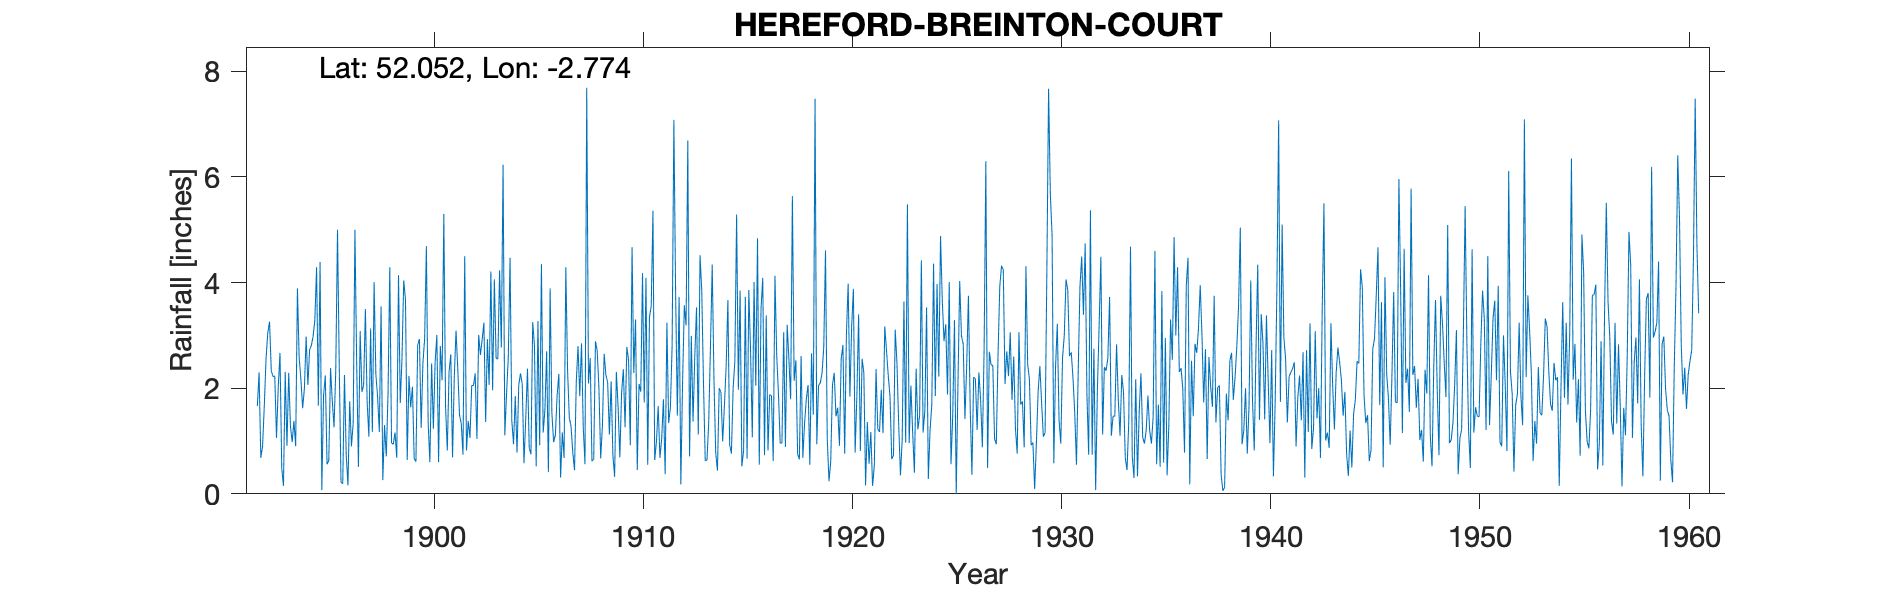 HEREFORD-BREINTON-COURT
Lat: 52.052, Lon: -2.774
8
6
4
2
0
Rainfall [inches]
1900 1910 1920 1930 1940 1950 1960
Year